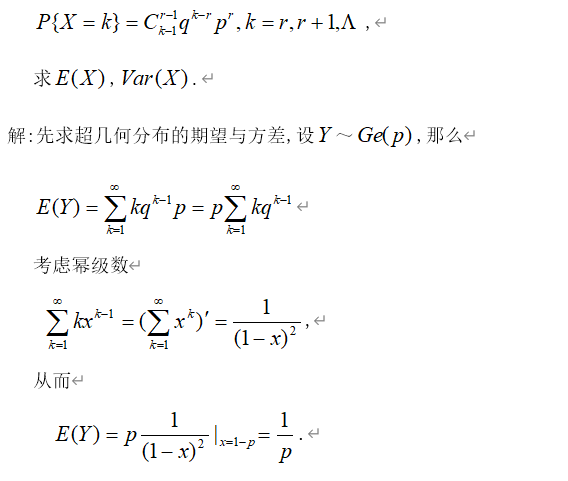 P{X = k} = C_{k-1}^{r-1} q^{k-r} p^r, k = r, r + 1, Λ ,
求 E(X), Var(X). ↵
解:先求超几何分布的期望与方差,设 Y ~ Ge(p), 那么↵
E(Y) = ∑_{k=1}^{∞} kq^{k-1} p = p ∑_{k=1}^{∞} kq^{k-1} ↵
考虑幂级数↵
∑_{k=1}^{∞} kx^{k-1} = (∑_{k=1}^{∞} x^k)′ = 1/(1-x)^2 ,↵
从而↵
E(Y) = p 1/(1-x)^2 |_{x=1-p} = 1/p . ↵